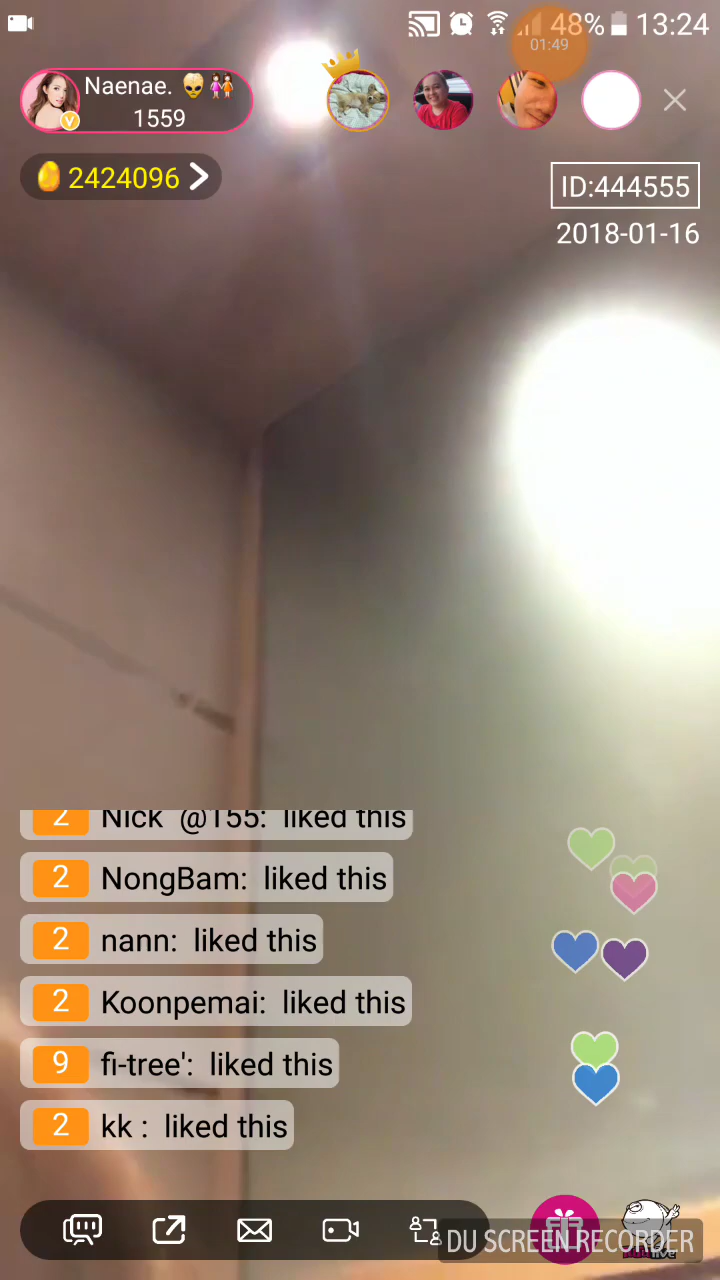 48% 13:24
01:49
Naenae. 👽👭
1559
2424096
ID:444555
2018-01-16
2 Nick @155: liked this
2 NongBam: liked this
2 nann: liked this
2 Koonpemai: liked this
9 fi-tree': liked this
2 kk : liked this
DU SCREEN RECORDER
live